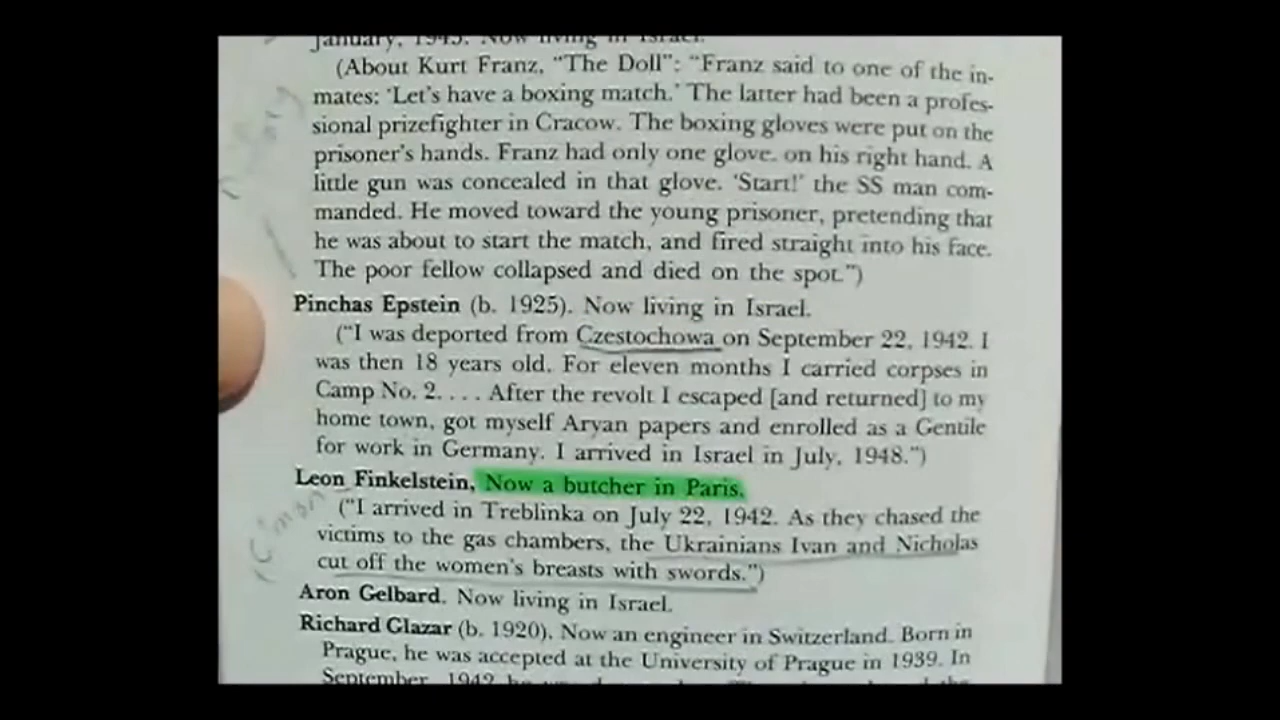 January, 1945. Now living in Israel.
(About Kurt Franz, “The Doll”: “Franz said to one of the in-
mates: ‘Let’s have a boxing match.’ The latter had been a profes-
sional prizefighter in Cracow. The boxing gloves were put on the
prisoner’s hands. Franz had only one glove, on his right hand. A
little gun was concealed in that glove. ‘Start!’ the SS man com-
manded. He moved toward the young prisoner, pretending that
he was about to start the match, and fired straight into his face.
The poor fellow collapsed and died on the spot.”)
Pinchas Epstein (b. 1925). Now living in Israel.
(“I was deported from Czestochowa on September 22, 1942. I
was then 18 years old. For eleven months I carried corpses in
Camp No. 2. . . . After the revolt I escaped [and returned] to my
home town, got myself Aryan papers and enrolled as a Gentile
for work in Germany. I arrived in Israel in July, 1948.”)
Leon Finkelstein, Now a butcher in Paris.
(“I arrived in Treblinka on July 22, 1942. As they chased the
victims to the gas chambers, the Ukrainians Ivan and Nicholas
cut off the women’s breasts with swords.”)
Aron Gelbard. Now living in Israel.
Richard Glazar (b. 1920). Now an engineer in Switzerland. Born in
Prague, he was accepted at the University of Prague in 1939. In
September, 1942 he was